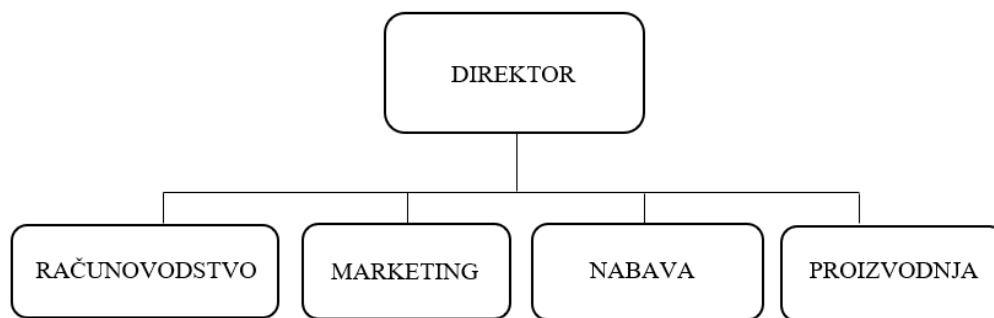 DIREKTOR
RAČUNOVODSTVO
MARKETING
NABAVA
PROIZVODNJA